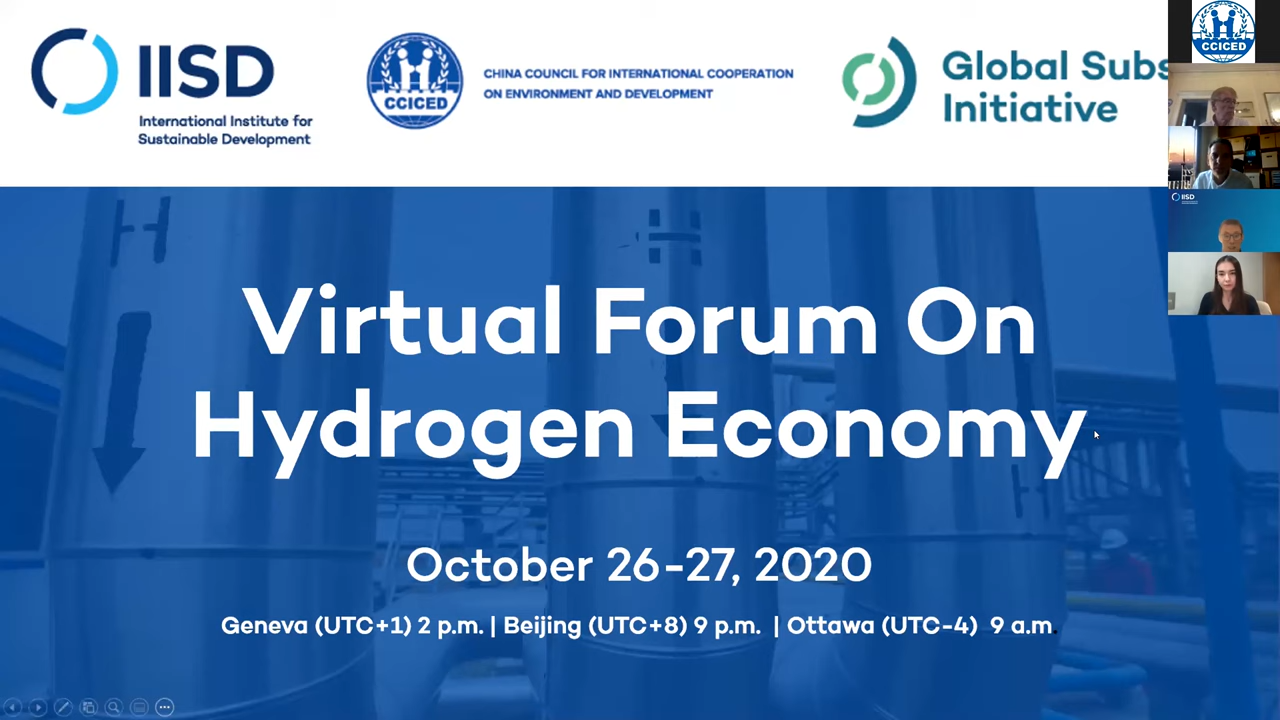 IISD
International Institute for
Sustainable Development
CCICED
CHINA COUNCIL FOR INTERNATIONAL COOPERATION
ON ENVIRONMENT AND DEVELOPMENT
Global Subs
Initiative
CCICED
IISD
H
H
Virtual Forum On
Hydrogen Economy
October 26-27, 2020
Geneva (UTC+1) 2 p.m. | Beijing (UTC+8) 9 p.m. | Ottawa (UTC-4) 9 a.m.